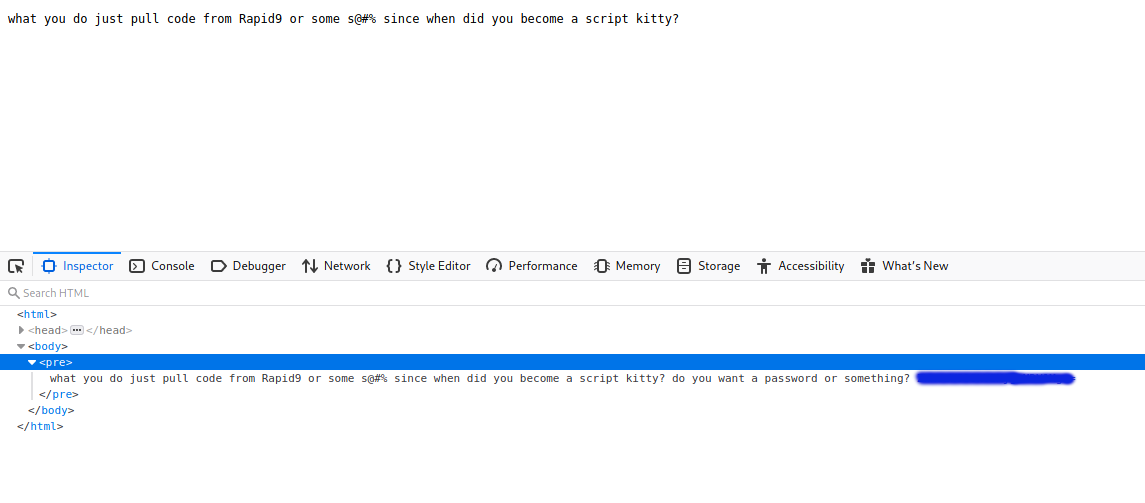 what you do just pull code from Rapid9 or some s@#% since when did you become a script kitty?
Inspector Console Debugger Network Style Editor Performance Memory Storage Accessibility What's New
Search HTML
<html>
<head> ••• </head>
<body>
<pre>
what you do just pull code from Rapid9 or some s@#% since when did you become a script kitty? do you want a password or something?
</pre>
</body>
</html>